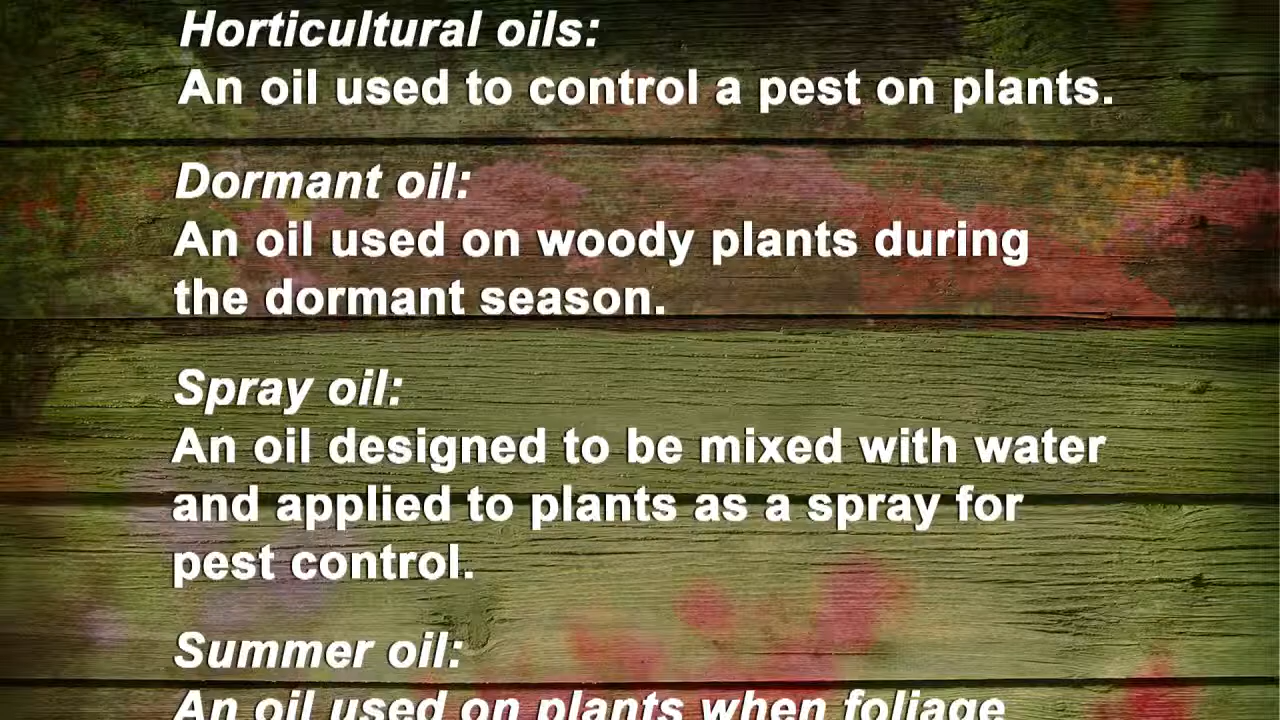 Horticultural oils:
An oil used to control a pest on plants.
Dormant oil:
An oil used on woody plants during
the dormant season.
Spray oil:
An oil designed to be mixed with water
and applied to plants as a spray for
pest control.
Summer oil:
An oil used on plants when foliage